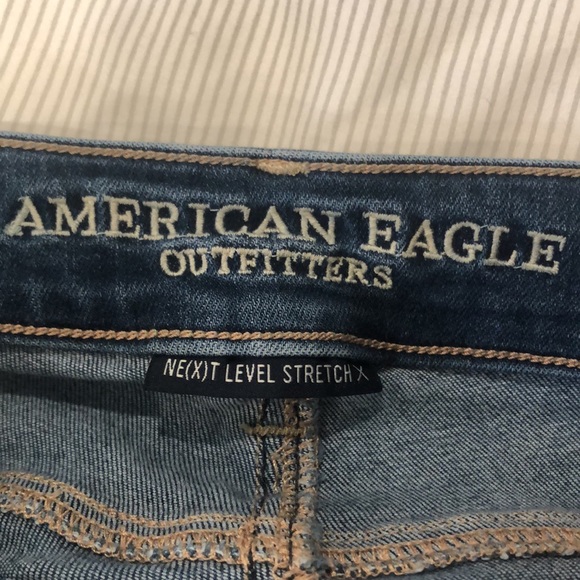 AMERICAN EAGLE
OUTFITTERS
NE(X)T LEVEL STRETCH X